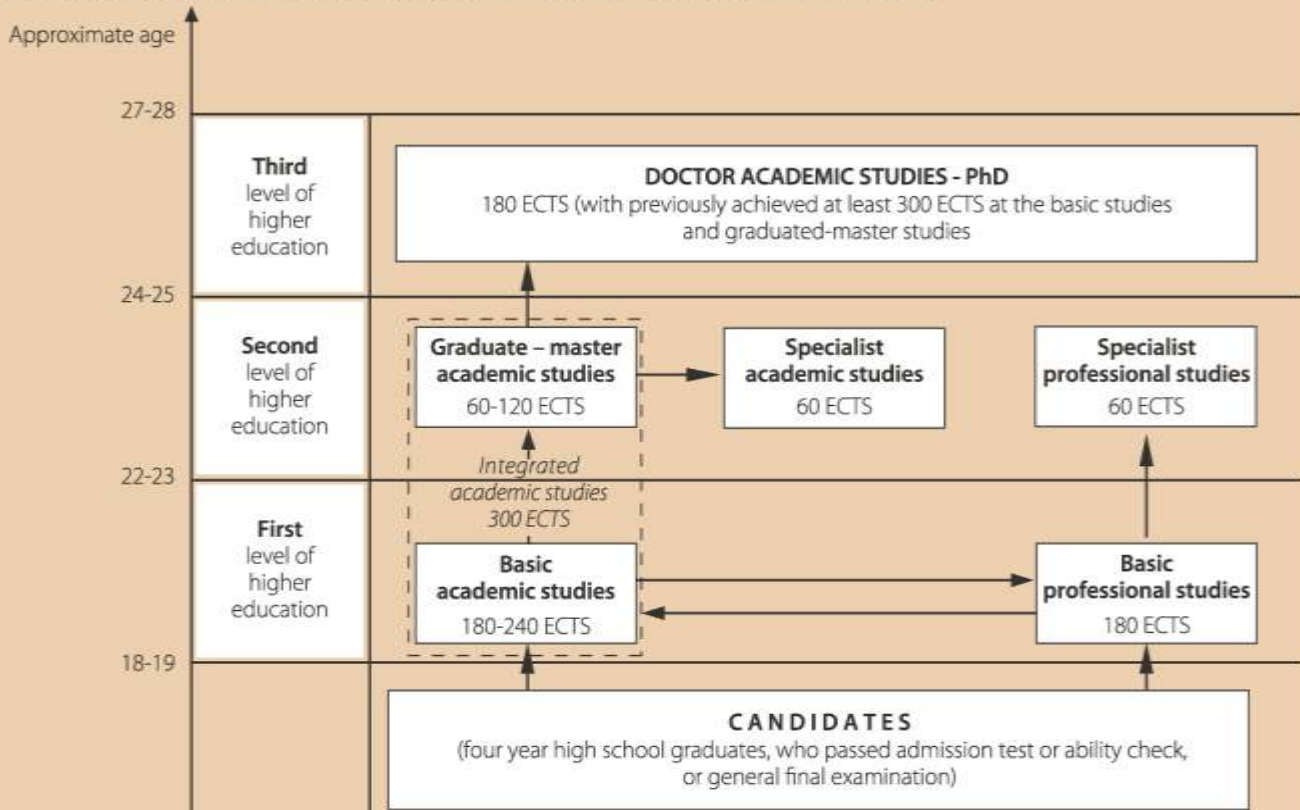 Approximate age
27-28
Third
level of
higher
education
DOCTOR ACADEMIC STUDIES - PhD
180 ECTS (with previously achieved at least 300 ECTS at the basic studies
and graduated-master studies
24-25
Second
level of
higher
education
Graduate – master
academic studies
60-120 ECTS
Specialist
academic studies
60 ECTS
Specialist
professional studies
60 ECTS
22-23
Integrated
academic studies
300 ECTS
First
level of
higher
education
Basic
academic studies
180-240 ECTS
Basic
professional studies
180 ECTS
18-19
CANDIDATES
(four year high school graduates, who passed admission test or ability check,
or general final examination)